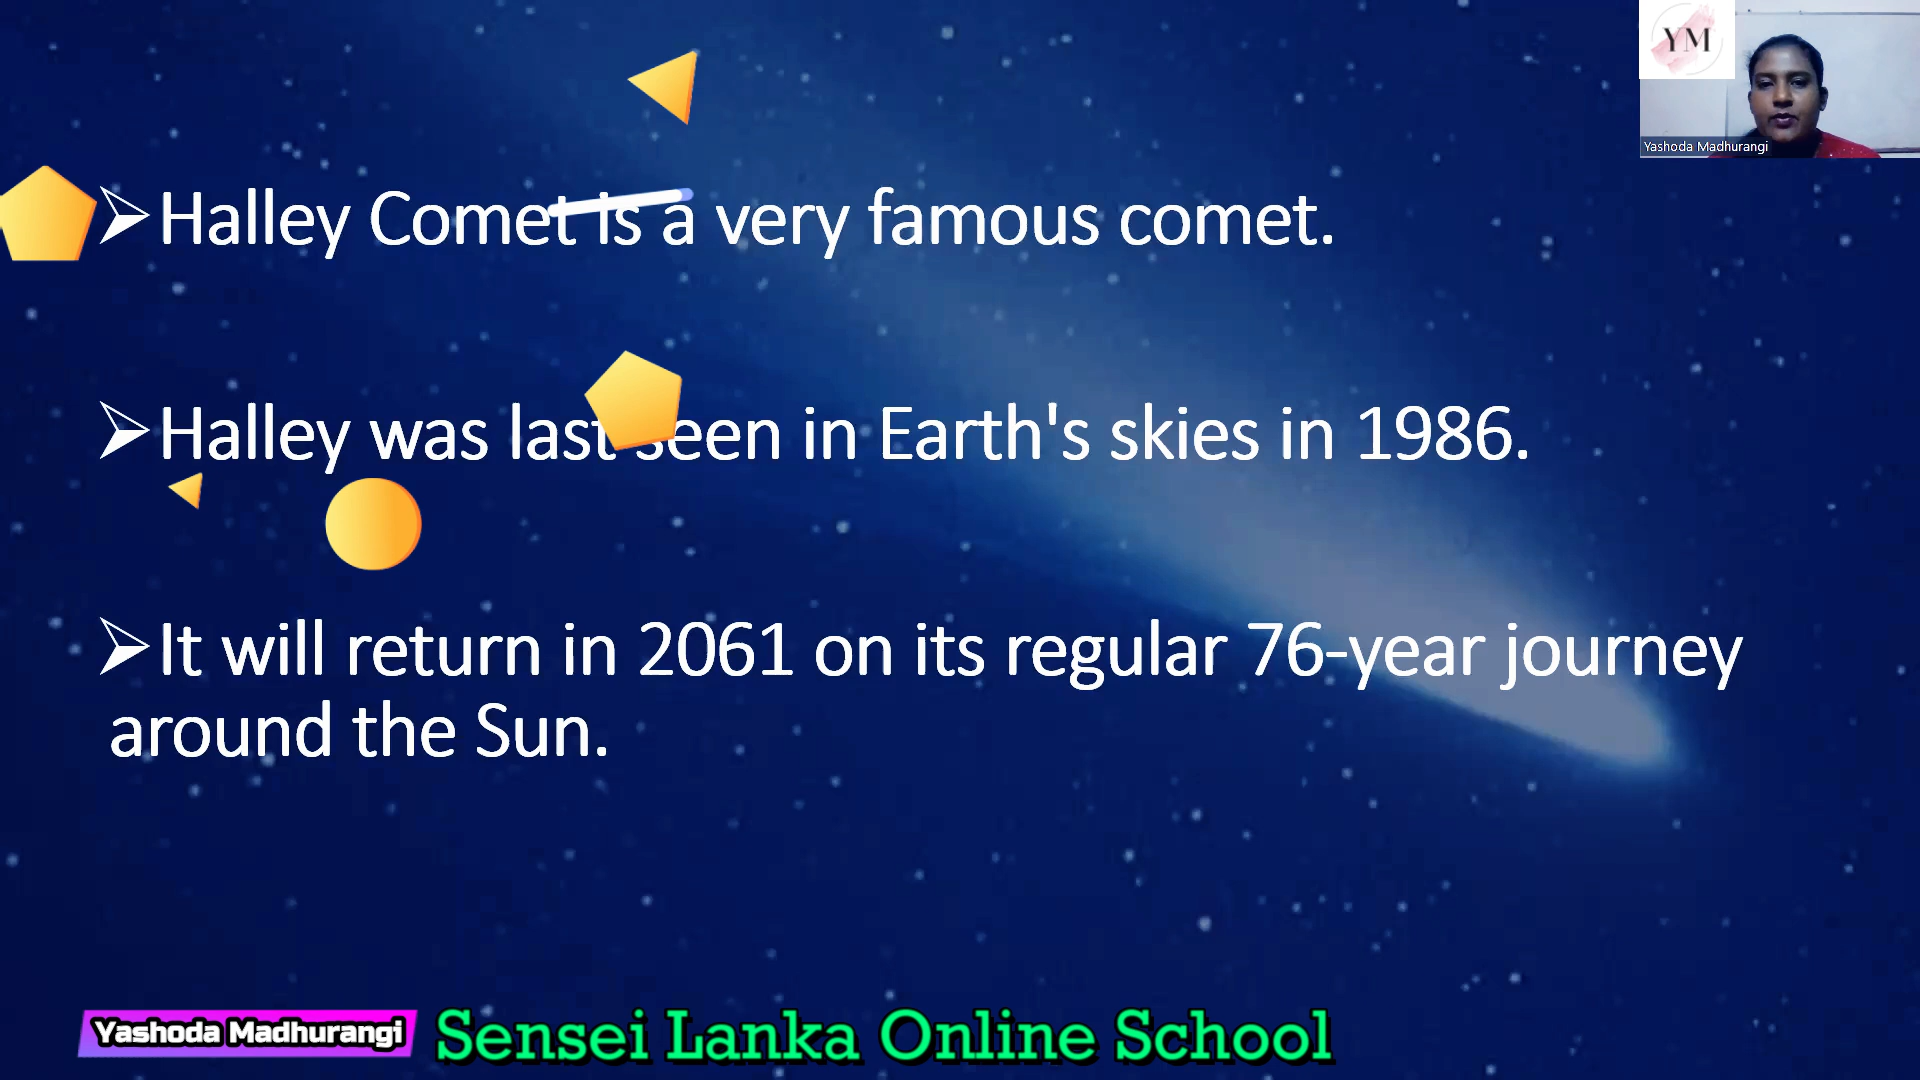 YM
Yashoda Madhurangi
➢Halley Comet is a very famous comet.
➢Halley was last seen in Earth's skies in 1986.
➢It will return in 2061 on its regular 76-year journey
around the Sun.
Yashoda Madhurangi
Sensei Lanka Online School